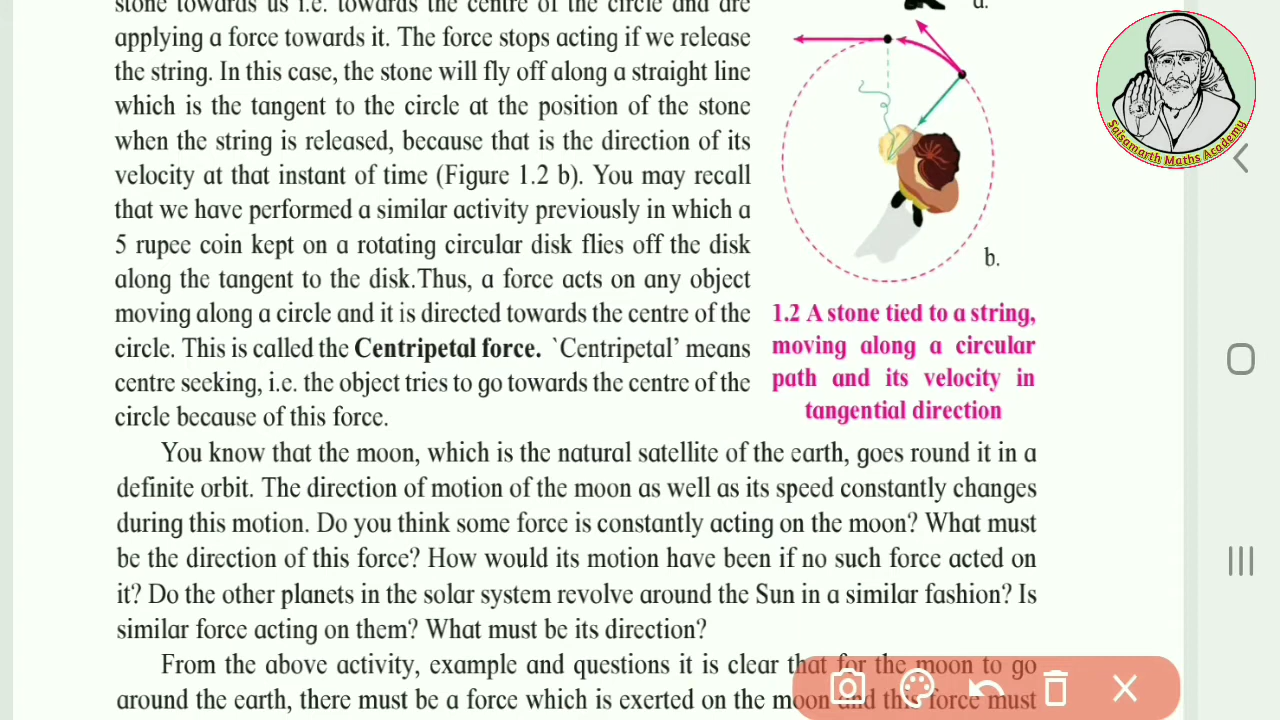 stone towards us i.e. towards the centre of the circle and are
applying a force towards it. The force stops acting if we release
the string. In this case, the stone will fly off along a straight line
which is the tangent to the circle at the position of the stone
when the string is released, because that is the direction of its
velocity at that instant of time (Figure 1.2 b). You may recall
that we have performed a similar activity previously in which a
5 rupee coin kept on a rotating circular disk flies off the disk
along the tangent to the disk.Thus, a force acts on any object
moving along a circle and it is directed towards the centre of the
circle. This is called the Centripetal force. `Centripetal' means
centre seeking, i.e. the object tries to go towards the centre of the
circle because of this force.
a.
b.
1.2 A stone tied to a string,
moving along a circular
path and its velocity in
tangential direction
You know that the moon, which is the natural satellite of the earth, goes round it in a
definite orbit. The direction of motion of the moon as well as its speed constantly changes
during this motion. Do you think some force is constantly acting on the moon? What must
be the direction of this force? How would its motion have been if no such force acted on
it? Do the other planets in the solar system revolve around the Sun in a similar fashion? Is
similar force acting on them? What must be its direction?
From the above activity, example and questions it is clear that for the moon to go
around the earth, there must be a force which is exerted on the moon and this force must
Saisamarth Maths Academy